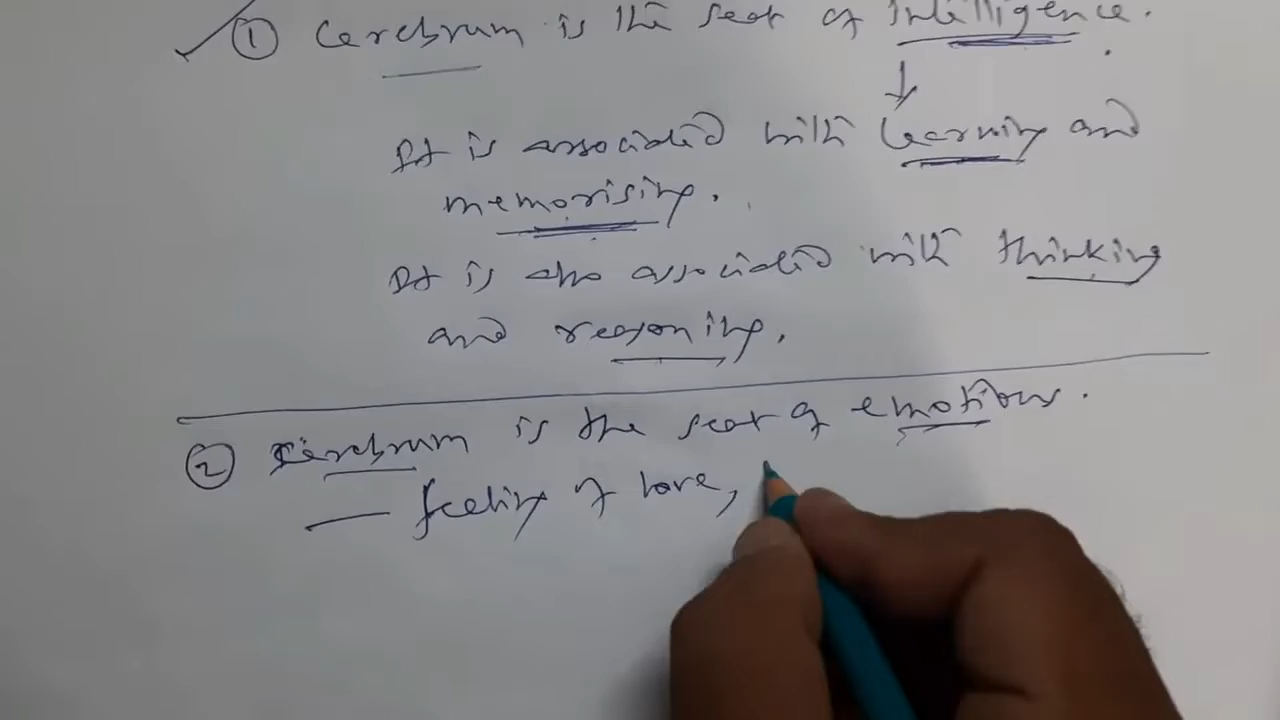 ① Cerebrum is the seat of intelligence.
It is associated with learning and
memorising.
It is also associated with thinking
and reasoning.
② Cerebrum is the seat of emotions.
— feeling of love,